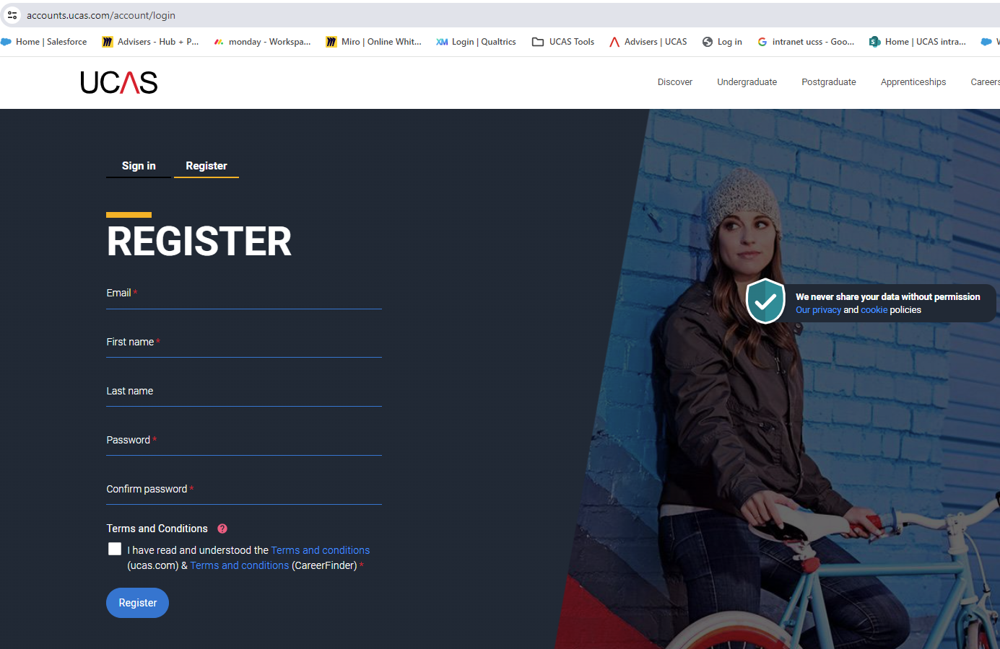 accounts.ucas.com/account/login
Home | Salesforce
Advisers - Hub + P...
monday - Workspa...
Miro | Online Whit...
XM Login | Qualtrics
UCAS Tools
Advisers | UCAS
Log in
intranet ucss - Goo...
Home | UCAS intra...
UCAS
Discover
Undergraduate
Postgraduate
Apprenticeships
Careers
Sign in
Register
REGISTER
Email *
First name *
Last name
Password *
Confirm password *
Terms and Conditions ?
I have read and understood the Terms and conditions
(ucas.com) & Terms and conditions (CareerFinder) *
Register
We never share your data without permission
Our privacy and cookie policies